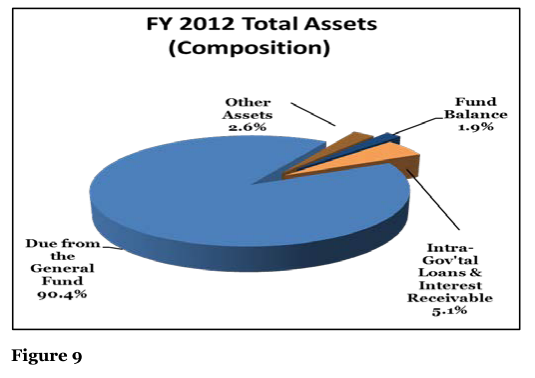 FY 2012 Total Assets
(Composition)
Other
Assets
2.6%
Fund
Balance
1.9%
Due from
the
General
Fund
90.4%
Intra-
Gov'tal
Loans &
Interest
Receivable
5.1%
Figure 9